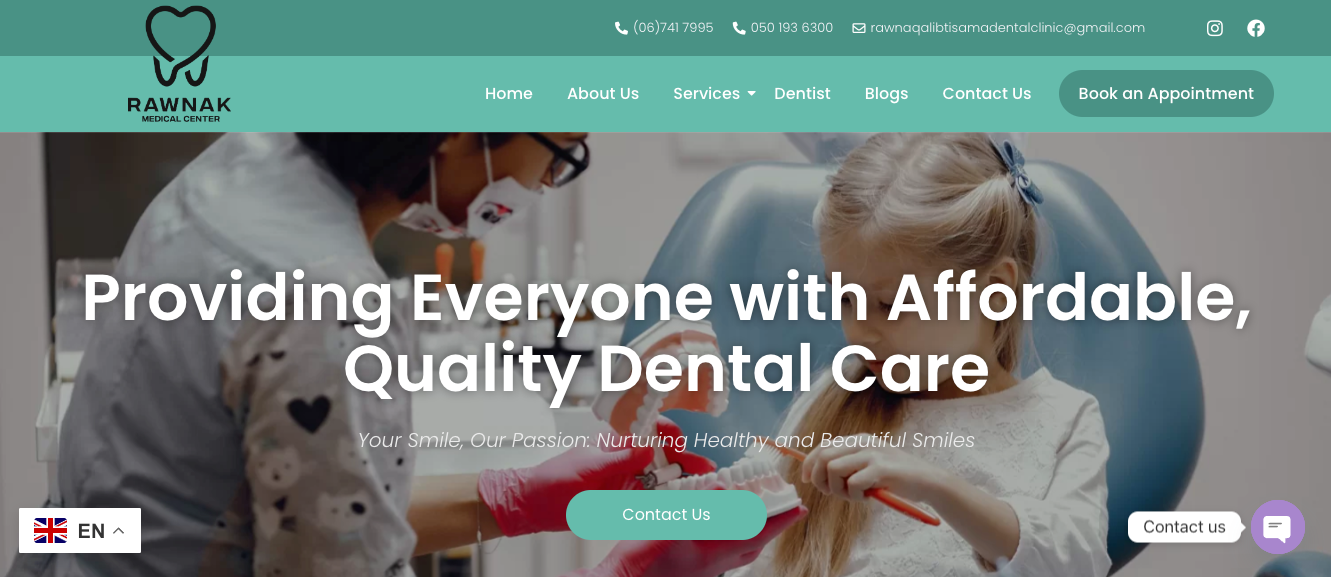 (06)741 7995
050 193 6300
rawnaqalibtisamadentalclinic@gmail.com
RAWNAK
MEDICAL CENTER
Home
About Us
Services
Dentist
Blogs
Contact Us
Book an Appointment
Providing Everyone with Affordable,
Quality Dental Care
Your Smile, Our Passion: Nurturing Healthy and Beautiful Smiles
Contact Us
EN
Contact us